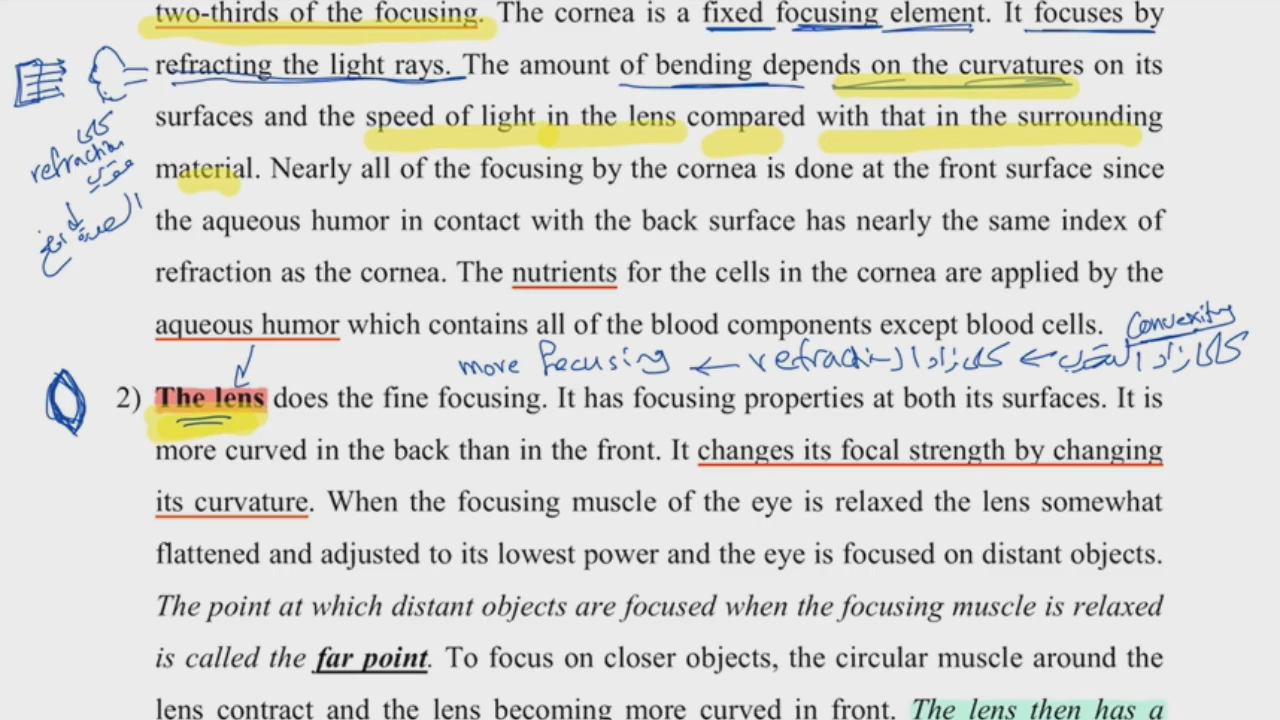 two-thirds of the focusing. The cornea is a fixed focusing element. It focuses by
refracting the light rays. The amount of bending depends on the curvatures on its
surfaces and the speed of light in the lens compared with that in the surrounding
refraction
material. Nearly all of the focusing by the cornea is done at the front surface since
the aqueous humor in contact with the back surface has nearly the same index of
refraction as the cornea. The nutrients for the cells in the cornea are applied by the
aqueous humor which contains all of the blood components except blood cells.
Convexity
more focusing ← refraction كلما زاد ال ← كلما زاد التقعر
2) The lens does the fine focusing. It has focusing properties at both its surfaces. It is
more curved in the back than in the front. It changes its focal strength by changing
its curvature. When the focusing muscle of the eye is relaxed the lens somewhat
flattened and adjusted to its lowest power and the eye is focused on distant objects.
The point at which distant objects are focused when the focusing muscle is relaxed
is called the far point. To focus on closer objects, the circular muscle around the
lens contract and the lens becoming more curved in front. The lens then has a